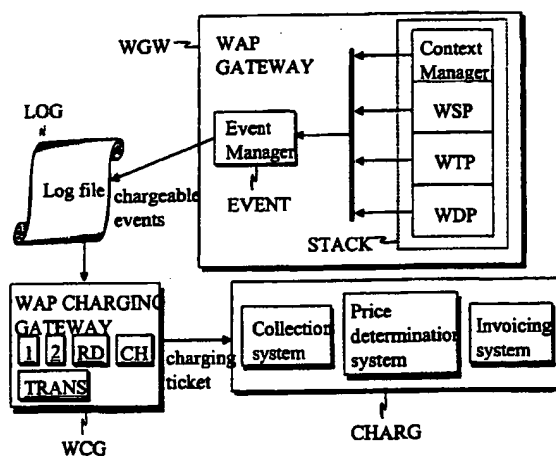 WGW
WAP
GATEWAY
Context
Manager
WSP
WTP
WDP
STACK
Event
Manager
EVENT
LOG
Log file
chargeable
events
WAP CHARGING
GATEWAY
1 2 RD CH
TRANS
WCG
charging
ticket
Collection
system
Price
determination
system
Invoicing
system
CHARG